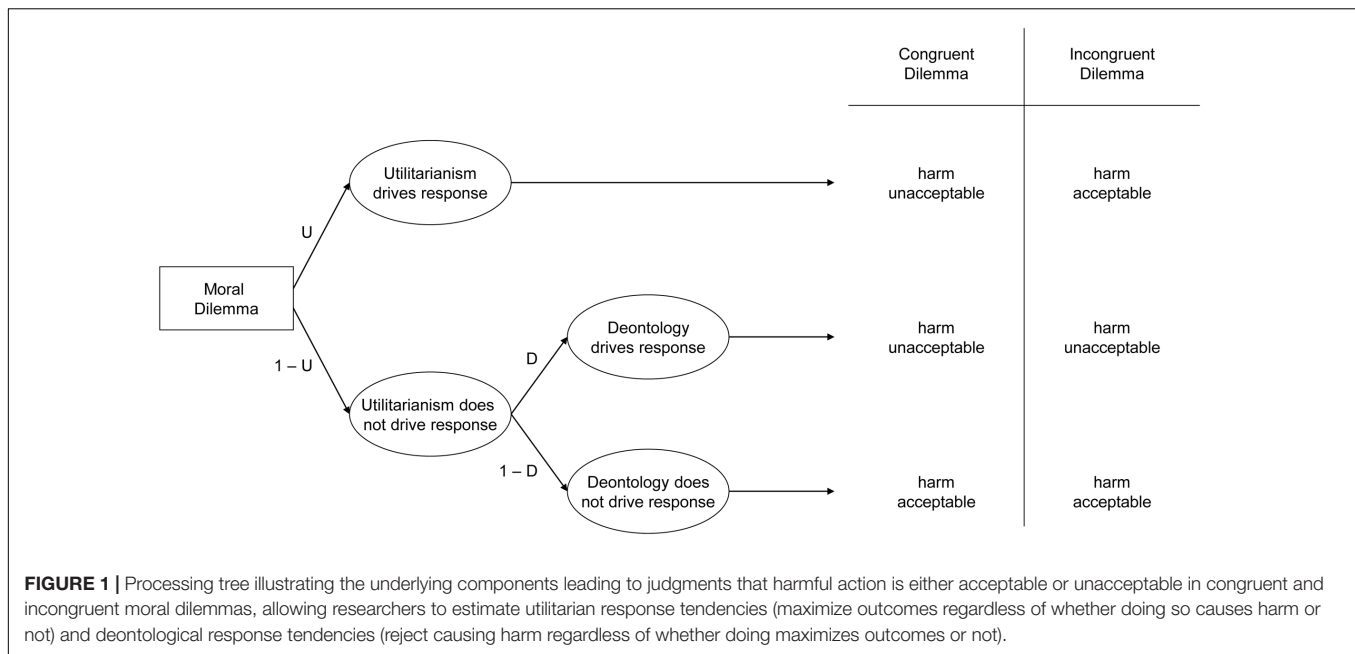 Congruent
Dilemma
Incongruent
Dilemma
Utilitarianism
drives response
harm
unacceptable
harm
acceptable
U
Moral
Dilemma
Deontology
drives response
harm
unacceptable
harm
unacceptable
1 – U
D
Utilitarianism does
not drive response
1 – D
Deontology does
not drive response
harm
acceptable
harm
acceptable
FIGURE 1 | Processing tree illustrating the underlying components leading to judgments that harmful action is either acceptable or unacceptable in congruent and
incongruent moral dilemmas, allowing researchers to estimate utilitarian response tendencies (maximize outcomes regardless of whether doing so causes harm or
not) and deontological response tendencies (reject causing harm regardless of whether doing maximizes outcomes or not).